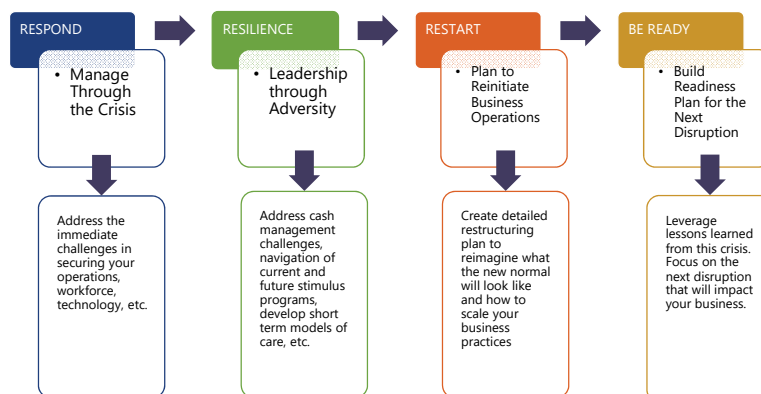 RESPOND
• Manage
Through
the Crisis
Address the
immediate
challenges in
securing your
operations,
workforce,
technology, etc.
RESILIENCE
• Leadership
through
Adversity
Address cash
management
challenges,
navigation of
current and
future stimulus
programs,
develop short
term models of
care, etc.
RESTART
• Plan to
Reinitiate
Business
Operations
Create detailed
restructuring
plan to
reimagine what
the new normal
will look like
and how to
scale your
business
practices
BE READY
• Build
Readiness
Plan for the
Next
Disruption
Leverage
lessons learned
from this crisis.
Focus on the
next disruption
that will impact
your business.